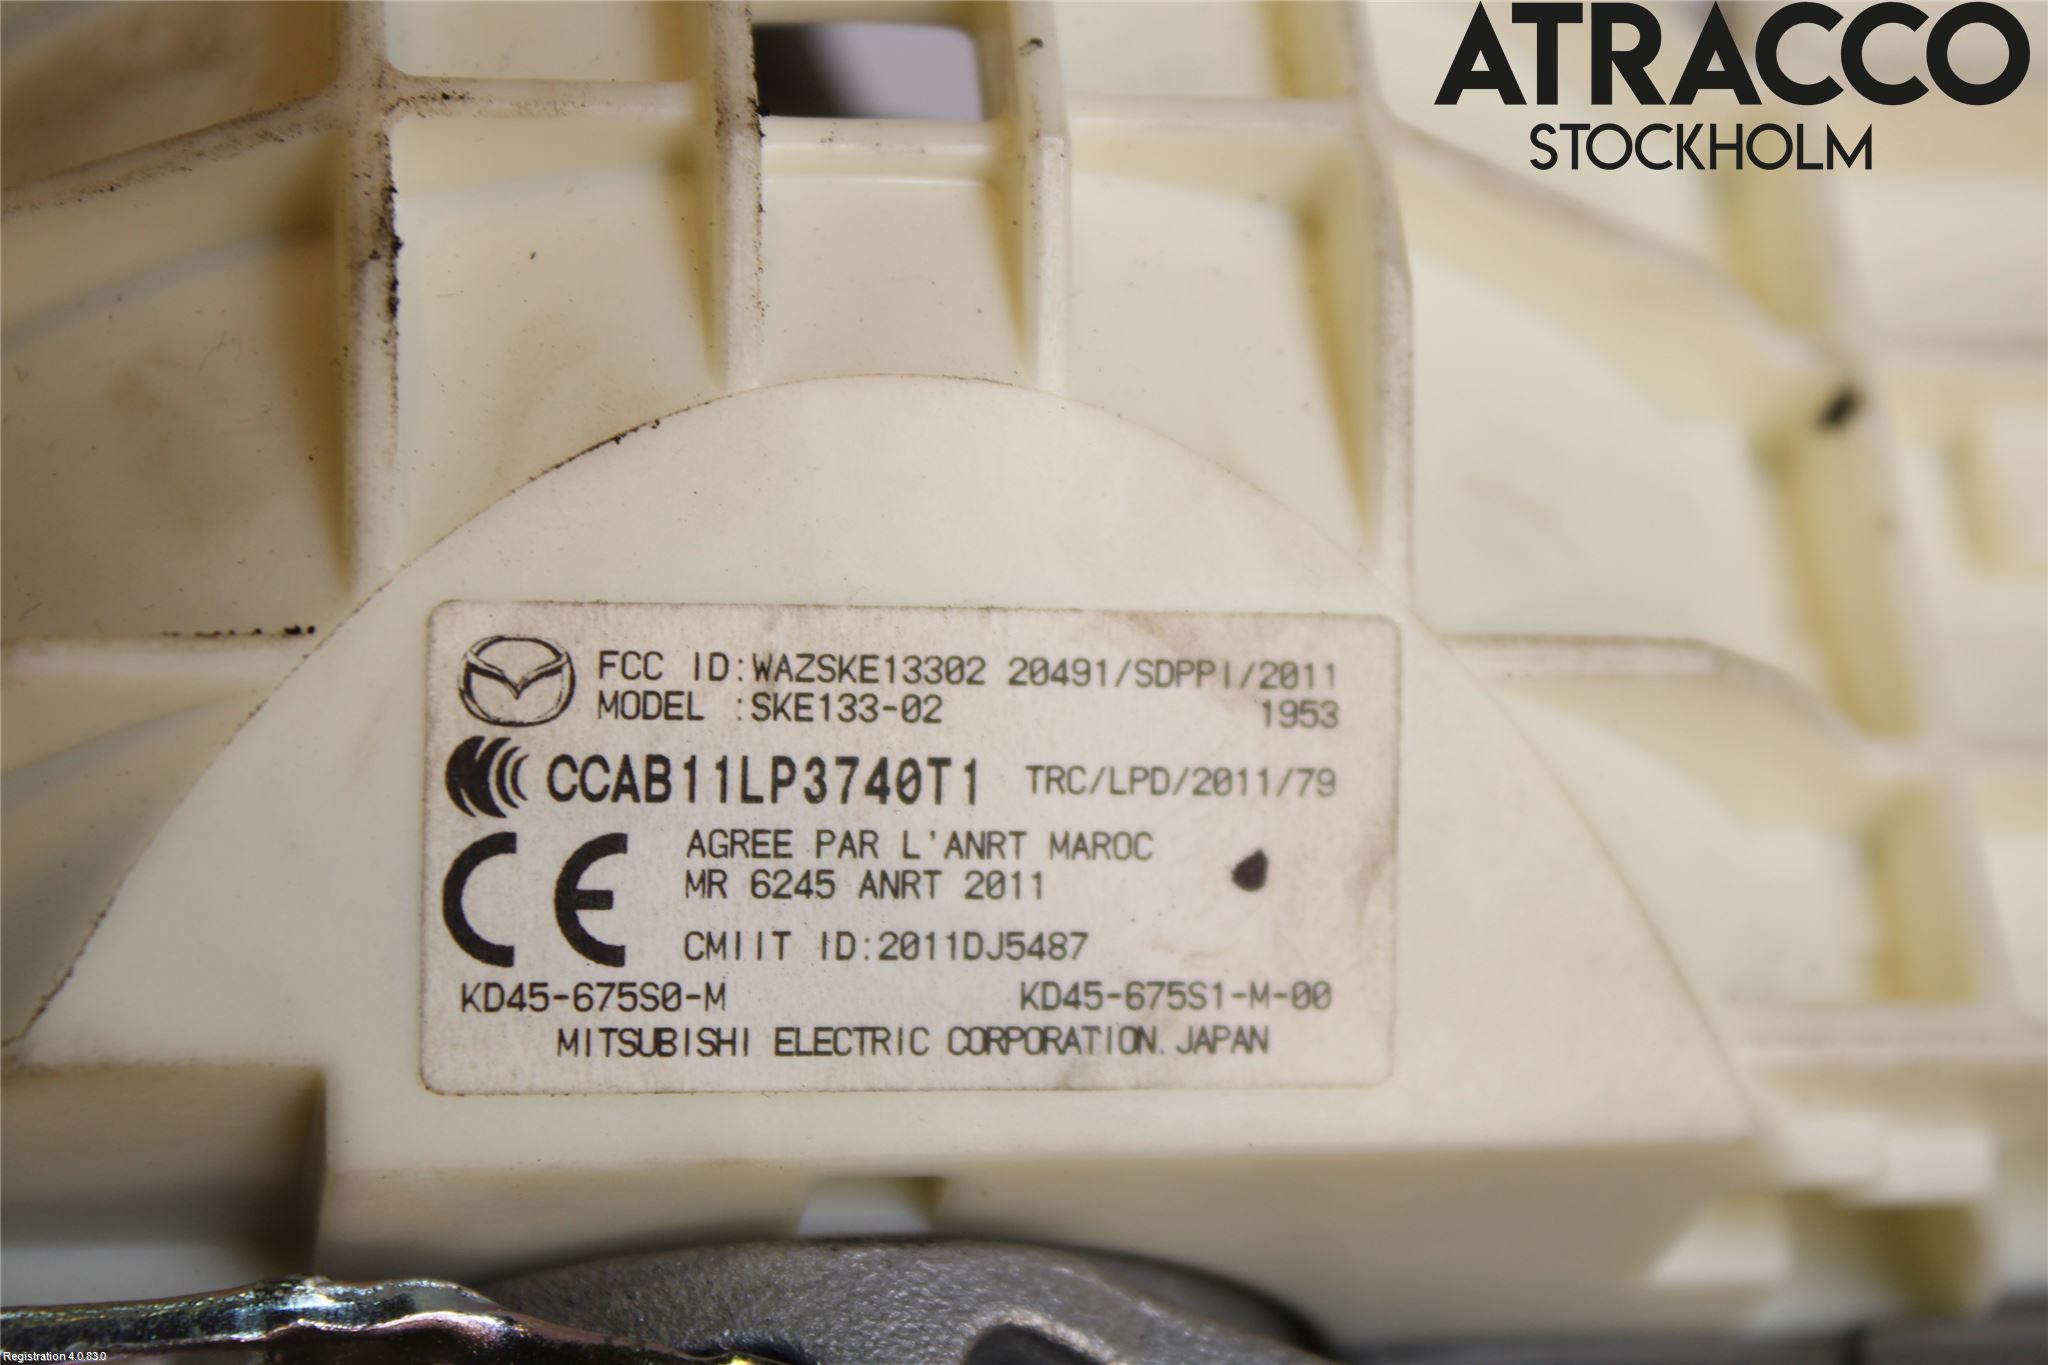 ATRACCO
STOCKHOLM
FCC ID:WAZSKE13302 20491/SDPPI/2011
MODEL :SKE133-02 1953
CCAB11LP3740T1 TRC/LPD/2011/79
CE
AGREE PAR L'ANRT MAROC
MR 6245 ANRT 2011
CMIIT ID:2011DJ5487
KD45-675S0-M KD45-675S1-M-00
MITSUBISHI ELECTRIC CORPORATION. JAPAN
Registration 4.0.83.0